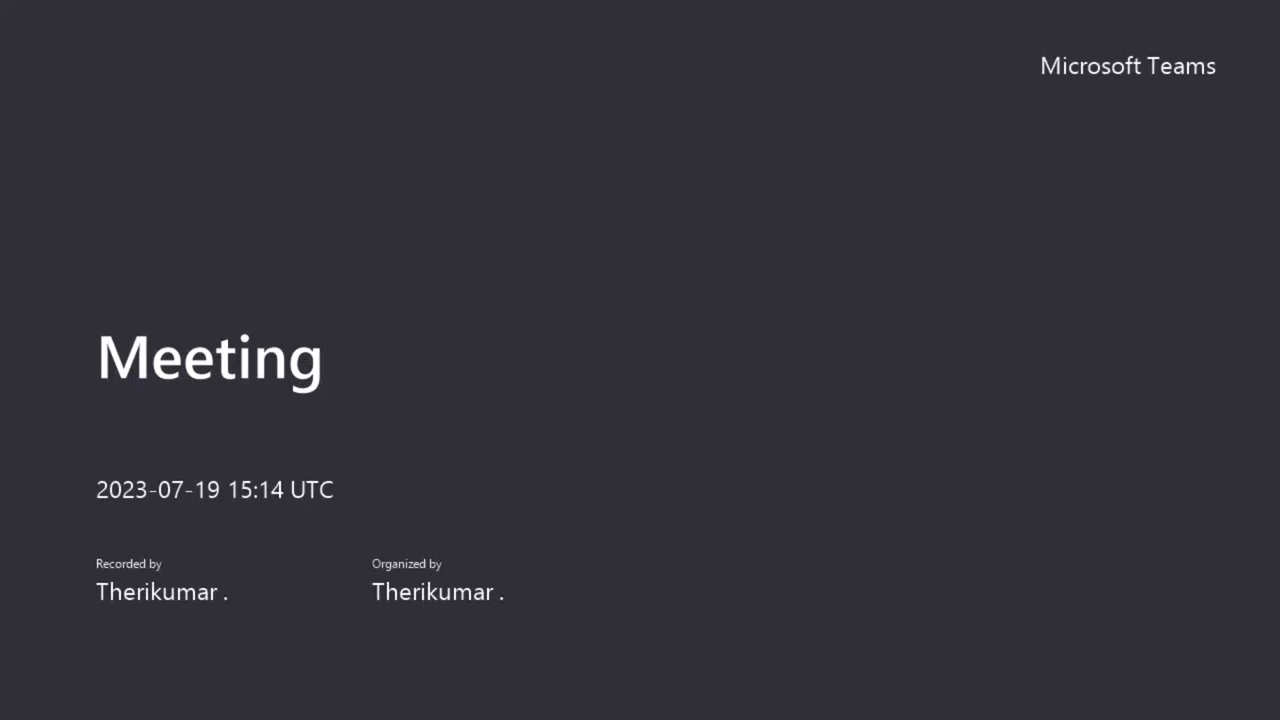 Microsoft Teams
Meeting
2023-07-19 15:14 UTC
Recorded by
Therikumar .
Organized by
Therikumar .